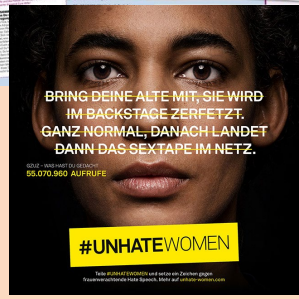 BRING DEINE ALTE MIT, SIE WIRD
IM BACKSTAGE ZERFETZT.
GANZ NORMAL, DANACH LANDET
DANN DAS SEXTAPE IM NETZ.
GZUZ – WAS HAST DU GEDACHT
55.070.960 AUFRUFE
#UNHATEWOMEN
Teile #UNHATEWOMEN und setze ein Zeichen gegen
frauenverachtende Hate Speech. Mehr auf unhate-women.com